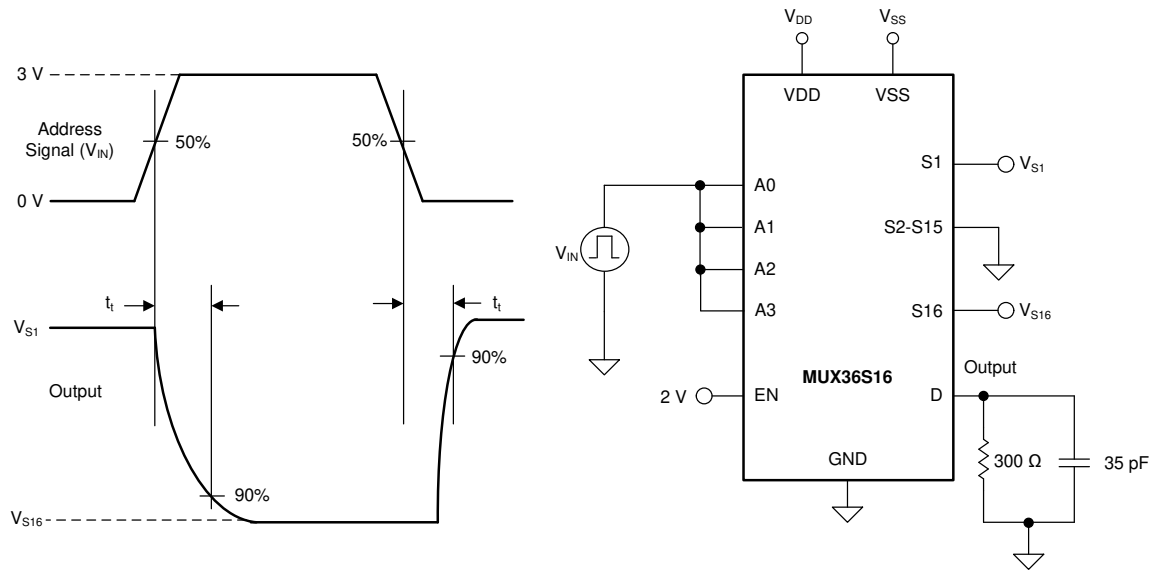 3 V
Address
Signal (VIN)
50%
50%
0 V
tt
tt
VS1
90%
Output
90%
VS16
VDD
VSS
VDD
VSS
S1
VS1
A0
A1
S2-S15
VIN
A2
A3
S16
VS16
MUX36S16
Output
2 V
EN
D
GND
300 Ω
35 pF